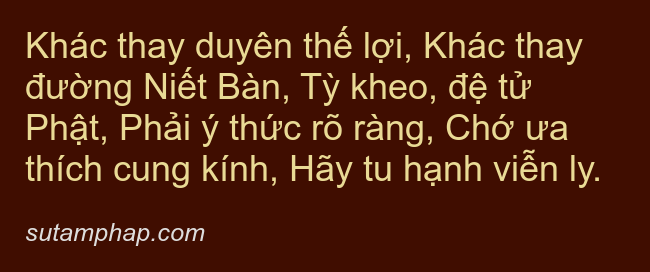 Khác thay duyên thế lợi, Khác thay
đường Niết Bàn, Tỳ kheo, đệ tử
Phật, Phải ý thức rõ ràng, Chớ ưa
thích cung kính, Hãy tu hạnh viễn ly.
sutamphap.com